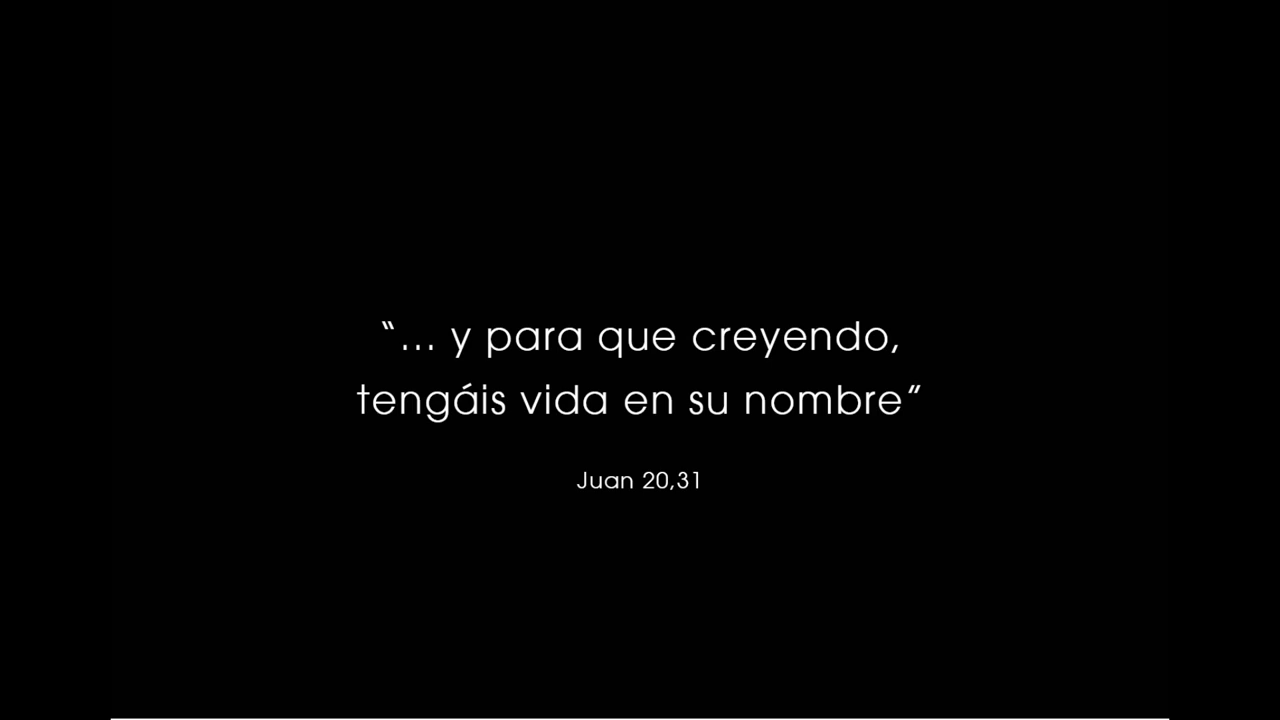 “... y para que creyendo,
tengáis vida en su nombre”
Juan 20,31